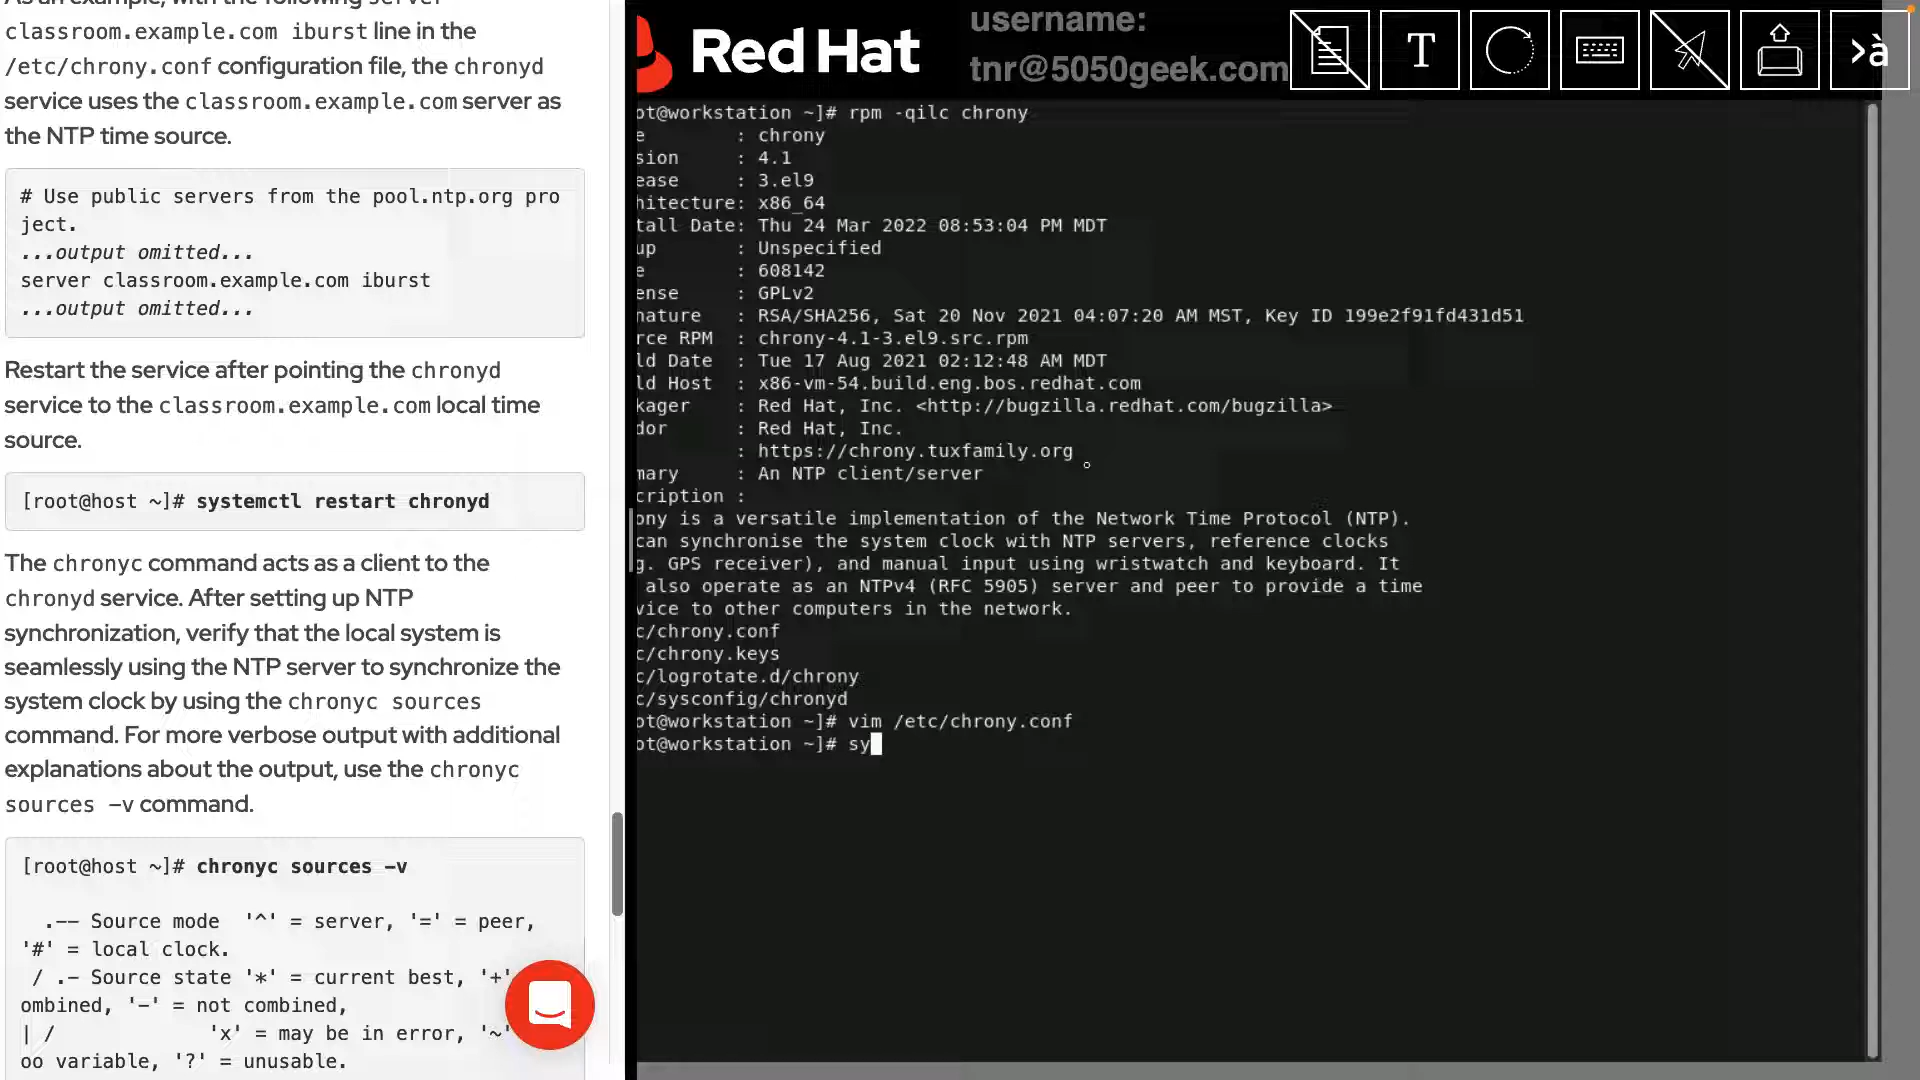 As an example, with the following server
classroom.example.com iburst line in the
/etc/chrony.conf configuration file, the chronyd
service uses the classroom.example.com server as
the NTP time source.
# Use public servers from the pool.ntp.org pro
ject.
...output omitted...
server classroom.example.com iburst
...output omitted...
Restart the service after pointing the chronyd
service to the classroom.example.com local time
source.
[root@host ~]# systemctl restart chronyd
The chronyc command acts as a client to the
chronyd service. After setting up NTP
synchronization, verify that the local system is
seamlessly using the NTP server to synchronize the
system clock by using the chronyc sources
command. For more verbose output with additional
explanations about the output, use the chronyc
sources -v command.
[root@host ~]# chronyc sources -v
.-- Source mode '^' = server, '=' = peer,
'#' = local clock.
/ .- Source state '*' = current best, '+'
ombined, '-' = not combined,
| / 'x' = may be in error, '~'
oo variable, '?' = unusable.
Red Hat
username:
tnr@5050geek.com
T
>à
ot@workstation ~]# rpm -qilc chrony
e : chrony
sion : 4.1
ease : 3.el9
hitecture: x86_64
tall Date: Thu 24 Mar 2022 08:53:04 PM MDT
up : Unspecified
e : 608142
ense : GPLv2
nature : RSA/SHA256, Sat 20 Nov 2021 04:07:20 AM MST, Key ID 199e2f91fd431d51
rce RPM : chrony-4.1-3.el9.src.rpm
ld Date : Tue 17 Aug 2021 02:12:48 AM MDT
ld Host : x86-vm-54.build.eng.bos.redhat.com
kager : Red Hat, Inc. <http://bugzilla.redhat.com/bugzilla>
dor : Red Hat, Inc.
: https://chrony.tuxfamily.org
mary : An NTP client/server
cription :
ony is a versatile implementation of the Network Time Protocol (NTP).
can synchronise the system clock with NTP servers, reference clocks
g. GPS receiver), and manual input using wristwatch and keyboard. It
also operate as an NTPv4 (RFC 5905) server and peer to provide a time
vice to other computers in the network.
c/chrony.conf
c/chrony.keys
c/logrotate.d/chrony
c/sysconfig/chronyd
ot@workstation ~]# vim /etc/chrony.conf
ot@workstation ~]# sy